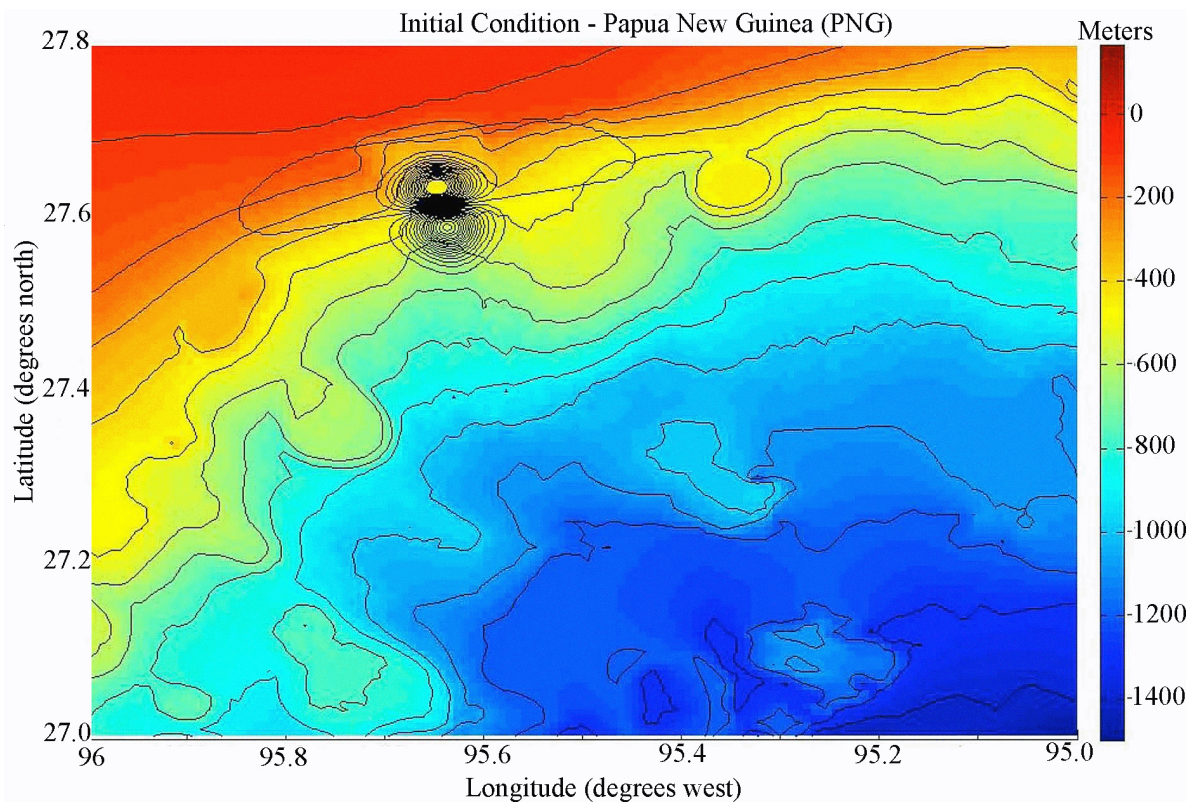 Initial Condition - Papua New Guinea (PNG)
Meters
27.8
27.6
27.4
27.2
27.0
Latitude (degrees north)
96 95.8 95.6 95.4 95.2 95.0
Longitude (degrees west)
0
-200
-400
-600
-800
-1000
-1200
-1400